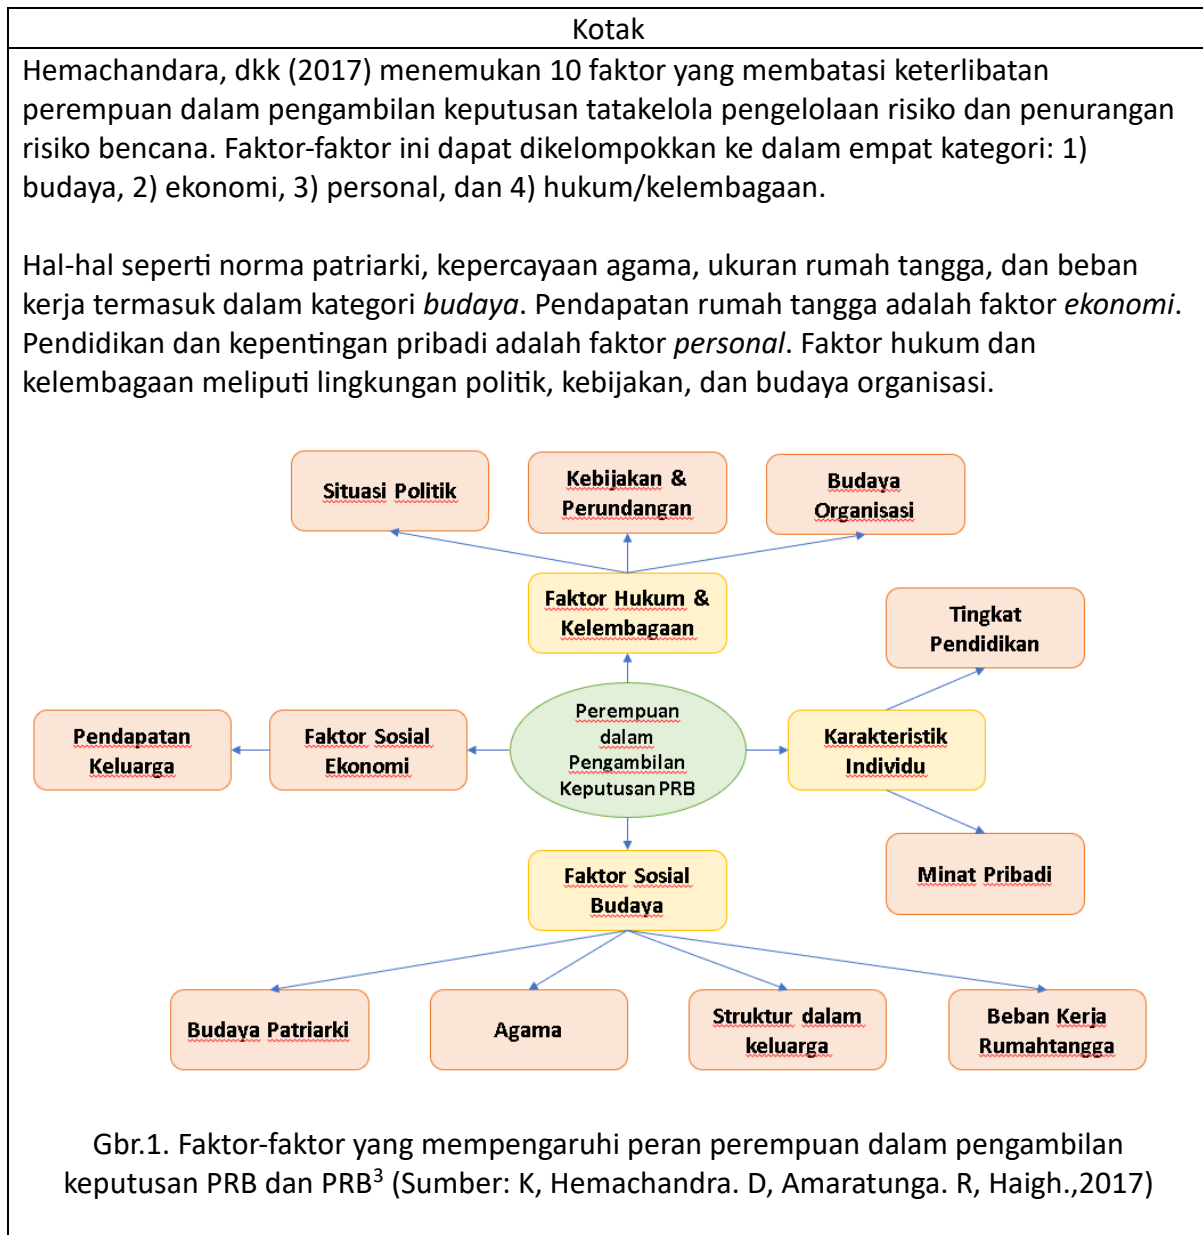 Kotak
Hemachandara, dkk (2017) menemukan 10 faktor yang membatasi keterlibatan
perempuan dalam pengambilan keputusan tatakelola pengelolaan risiko dan penurangan
risiko bencana. Faktor-faktor ini dapat dikelompokkan ke dalam empat kategori: 1)
budaya, 2) ekonomi, 3) personal, dan 4) hukum/kelembagaan.
Hal-hal seperti norma patriarki, kepercayaan agama, ukuran rumah tangga, dan beban
kerja termasuk dalam kategori budaya. Pendapatan rumah tangga adalah faktor ekonomi.
Pendidikan dan kepentingan pribadi adalah faktor personal. Faktor hukum dan
kelembagaan meliputi lingkungan politik, kebijakan, dan budaya organisasi.
Situasi Politik
Kebijakan &
Perundangan
Budaya
Organisasi
Faktor Hukum &
Kelembagaan
Tingkat
Pendidikan
Pendapatan
Keluarga
Faktor Sosial
Ekonomi
Perempuan
dalam
Pengambilan
Keputusan PRB
Karakteristik
Individu
Faktor Sosial
Budaya
Minat Pribadi
Budaya Patriarki
Agama
Struktur dalam
keluarga
Beban Kerja
Rumahtangga
Gbr.1. Faktor-faktor yang mempengaruhi peran perempuan dalam pengambilan
keputusan PRB dan PRB³ (Sumber: K, Hemachandra. D, Amaratunga. R, Haigh.,2017)